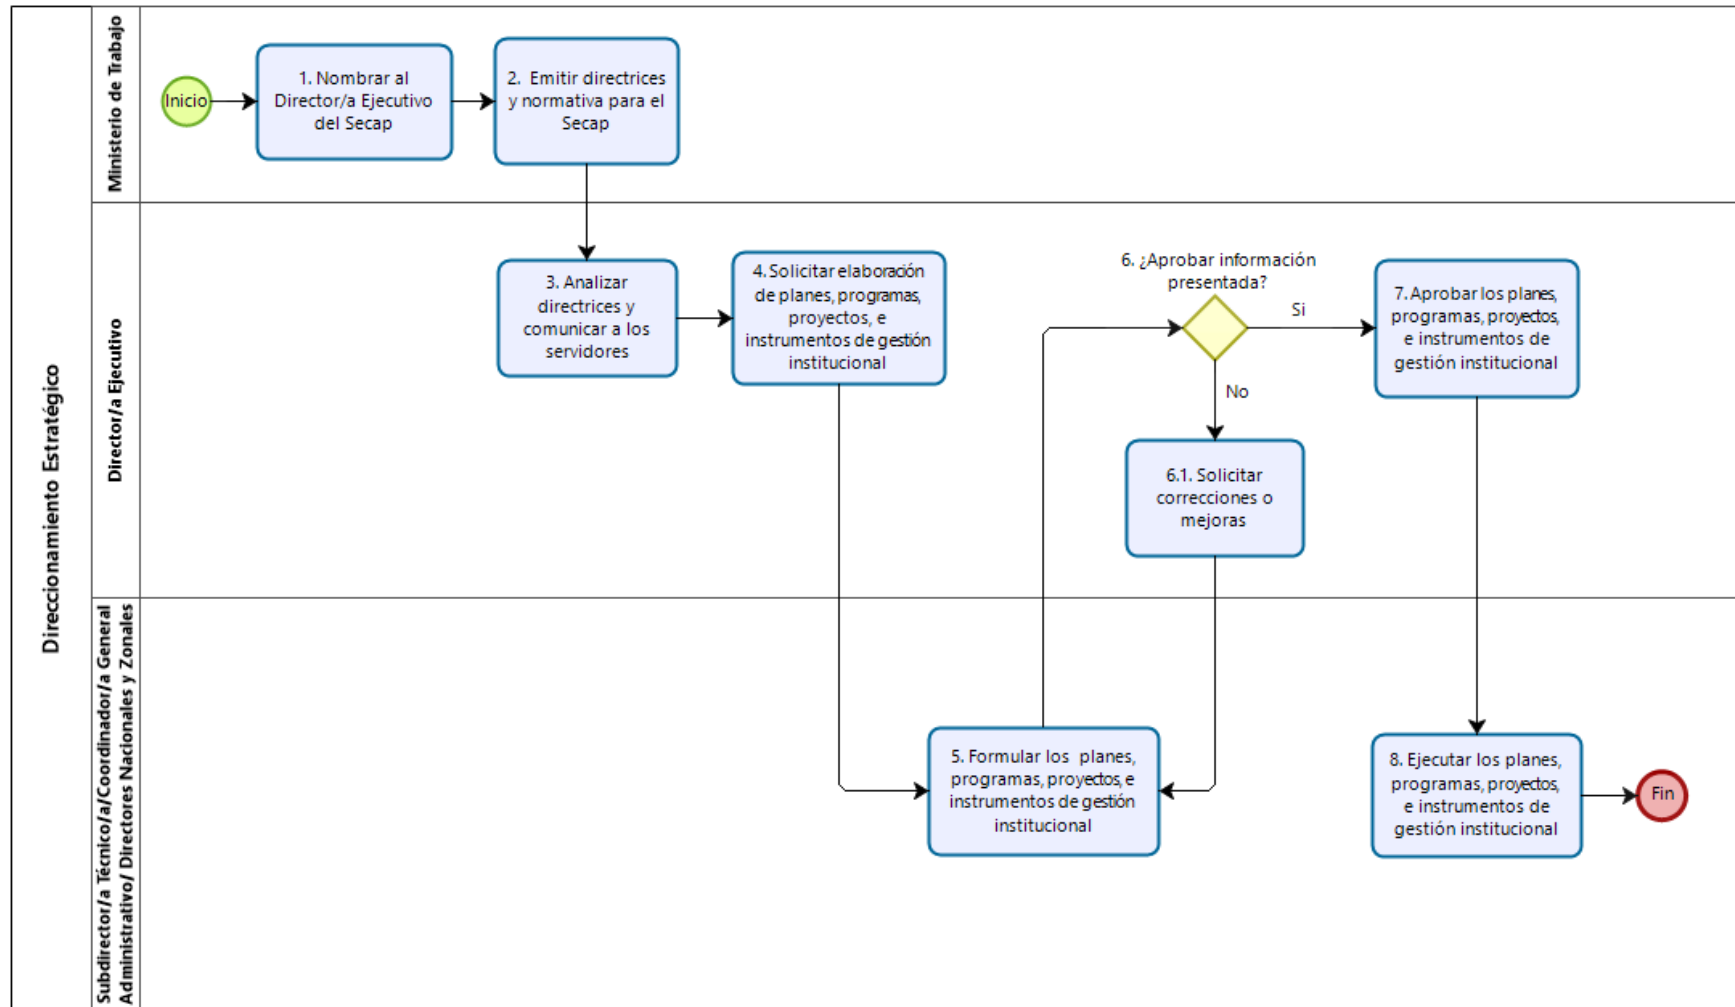 Direccionamiento Estratégico
Ministerio de Trabajo
Inicio
1. Nombrar al
Director/a Ejecutivo
del Secap
2. Emitir directrices
y normativa para el
Secap
Director/a Ejecutivo
3. Analizar
directrices y
comunicar a los
servidores
4. Solicitar elaboración
de planes, programas,
proyectos, e
instrumentos de gestión
institucional
6. ¿Aprobar información
presentada?
Si
No
7. Aprobar los planes,
programas, proyectos,
e instrumentos de
gestión institucional
6.1. Solicitar
correcciones o
mejoras
Subdirector/a Técnico/a/Coordinador/a General
Administrativo/ Directores Nacionales y Zonales
5. Formular los planes,
programas, proyectos, e
instrumentos de gestión
institucional
8. Ejecutar los planes,
programas, proyectos,
e instrumentos de
gestión institucional
Fin